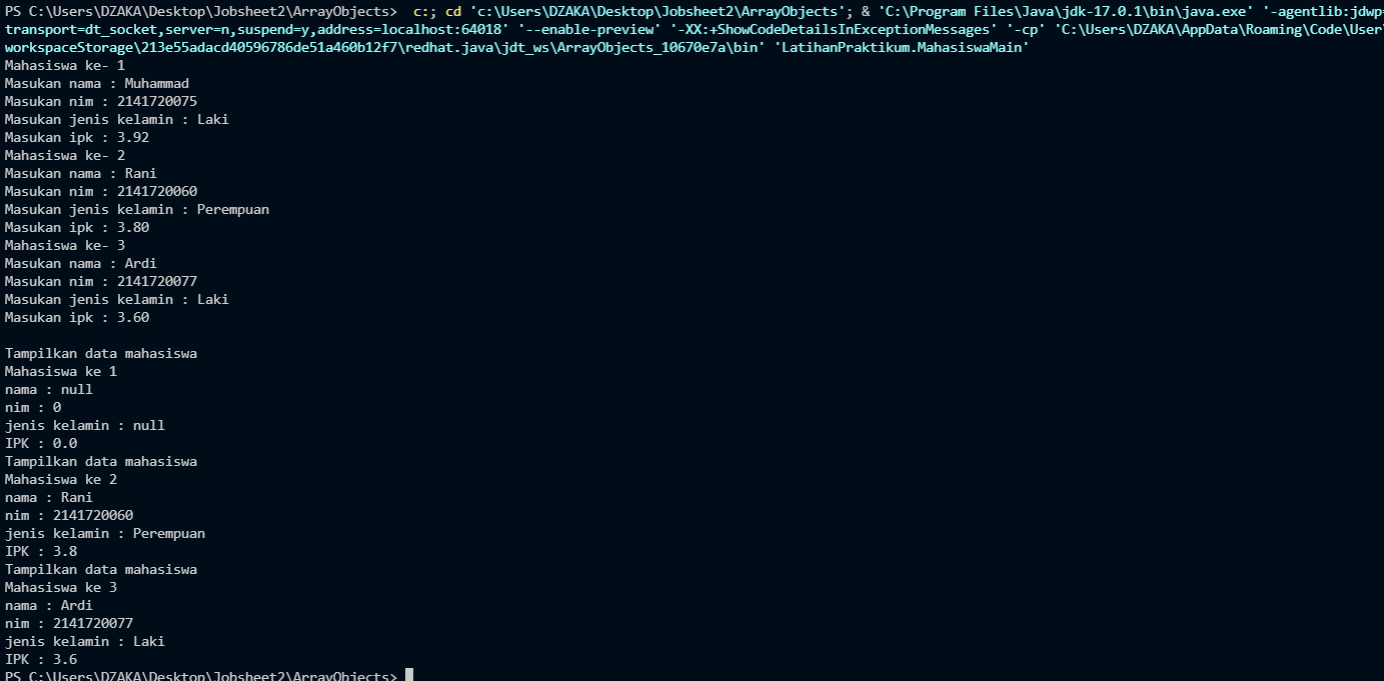 PS C:\Users\DZAKA\Desktop\Jobsheet2\ArrayObjects>  c:; cd 'c:\Users\DZAKA\Desktop\Jobsheet2\ArrayObjects'; & 'C:\Program Files\Java\jdk-17.0.1\bin\java.exe' '-agentlib:jdwp=
transport=dt_socket,server=n,suspend=y,address=localhost:64018' '--enable-preview' '-XX:+ShowCodeDetailsInExceptionMessages' '-cp' 'C:\Users\DZAKA\AppData\Roaming\Code\User
workspaceStorage\213e55adacd40596786de51a460b12f7\redhat.java\jdt_ws\ArrayObjects_10670e7a\bin' 'LatihanPraktikum.MahasiswaMain'
Mahasiswa ke- 1
Masukan nama : Muhammad
Masukan nim : 2141720075
Masukan jenis kelamin : Laki
Masukan ipk : 3.92
Mahasiswa ke- 2
Masukan nama : Rani
Masukan nim : 2141720060
Masukan jenis kelamin : Perempuan
Masukan ipk : 3.80
Mahasiswa ke- 3
Masukan nama : Ardi
Masukan nim : 2141720077
Masukan jenis kelamin : Laki
Masukan ipk : 3.60
Tampilkan data mahasiswa
Mahasiswa ke 1
nama : null
nim : 0
jenis kelamin : null
IPK : 0.0
Tampilkan data mahasiswa
Mahasiswa ke 2
nama : Rani
nim : 2141720060
jenis kelamin : Perempuan
IPK : 3.8
Tampilkan data mahasiswa
Mahasiswa ke 3
nama : Ardi
nim : 2141720077
jenis kelamin : Laki
IPK : 3.6
PS C:\Users\DZAKA\Desktop\Jobsheet2\ArrayObjects>